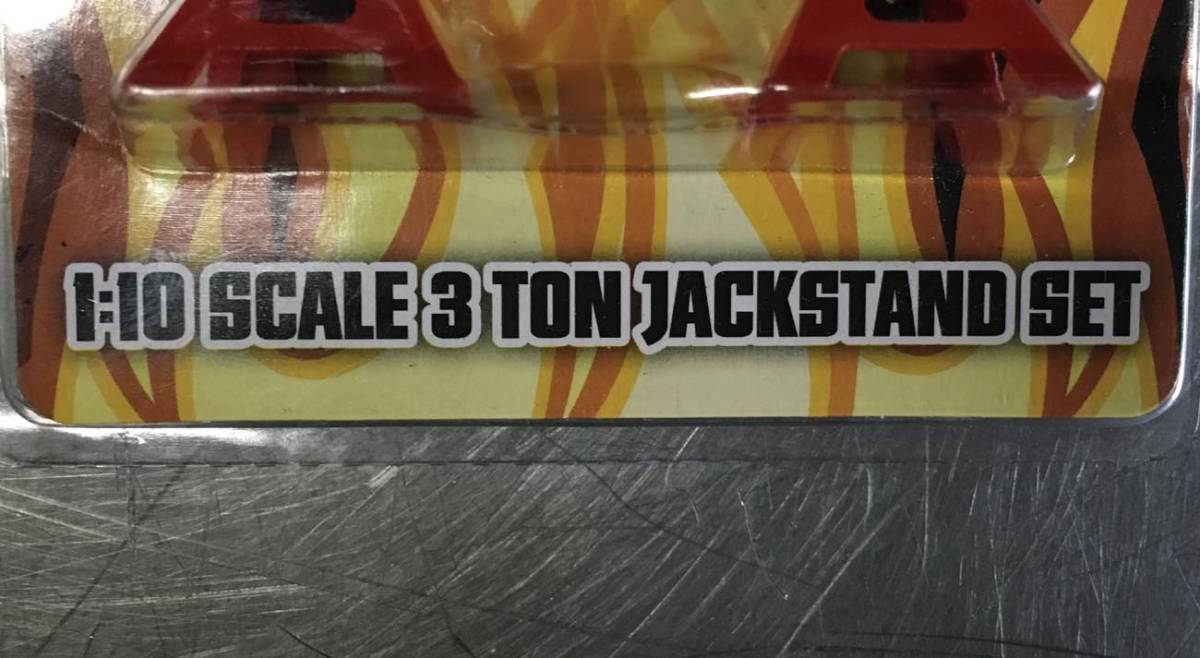 1:10 SCALE 3 TON JACKSTAND SET